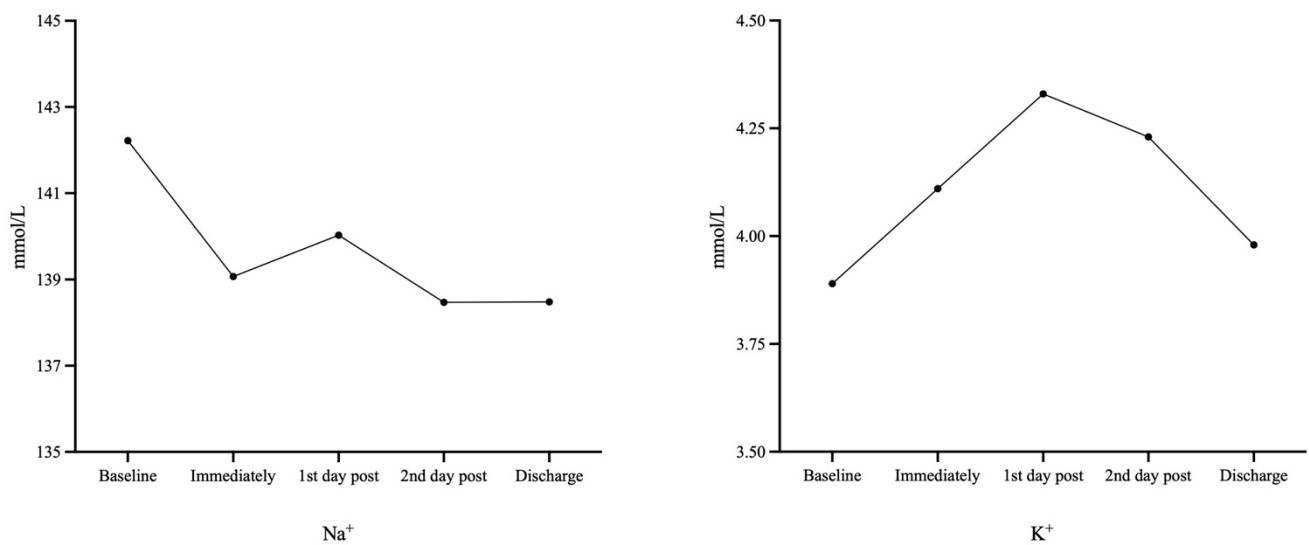 145
143
141
139
137
135
mmol/L
Baseline Immediately 1st day post 2nd day post Discharge
Na⁺
4.50
4.25
4.00
3.75
3.50
mmol/L
Baseline Immediately 1st day post 2nd day post Discharge
K⁺